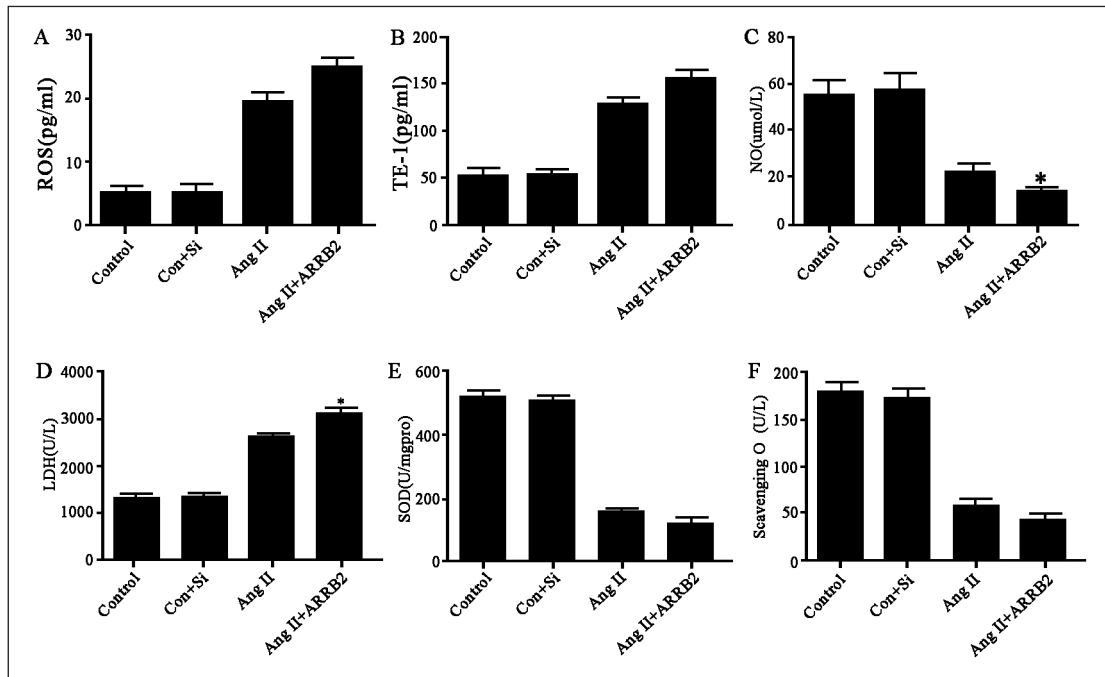 A
ROS(pg/ml)
30
20
10
0
Control
Con+Si
Ang II
Ang II+ARRB2
B
TE-1(pg/ml)
200
150
100
50
0
Control
Con+Si
Ang II
Ang II+ARRB2
C
NO(umol/L)
80
60
40
20
0
*
Control
Con+Si
Ang II
Ang II+ARRB2
D
LDH(U/L)
4000
3000
2000
1000
0
*
Control
Con+Si
Ang II
Ang II+ARRB2
E
SOD(U/mgpro)
600
400
200
0
Control
Con+Si
Ang II
Ang II+ARRB2
F
Scavenging O (U/L)
200
150
100
50
0
Control
Con+Si
Ang II
Ang II+ARRB2